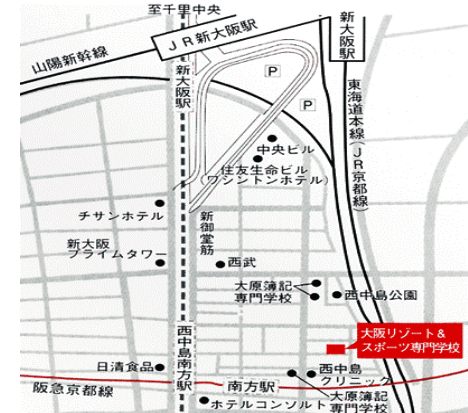 至千里中央
JR新大阪駅
新大阪駅
山陽新幹線
新大阪駅
P
P
東海道本線(JR京都線)
中央ビル
住友生命ビル
(ワシントンホテル)
チサンホテル
新御堂筋
新大阪
プライムタワー
西武
大原簿記
専門学校
西中島公園
大阪リゾート&
スポーツ専門学校
西中島南方駅
日清食品
西中島
クリニック
阪急京都線
南方駅
大原簿記
専門学校
ホテルコンソルト